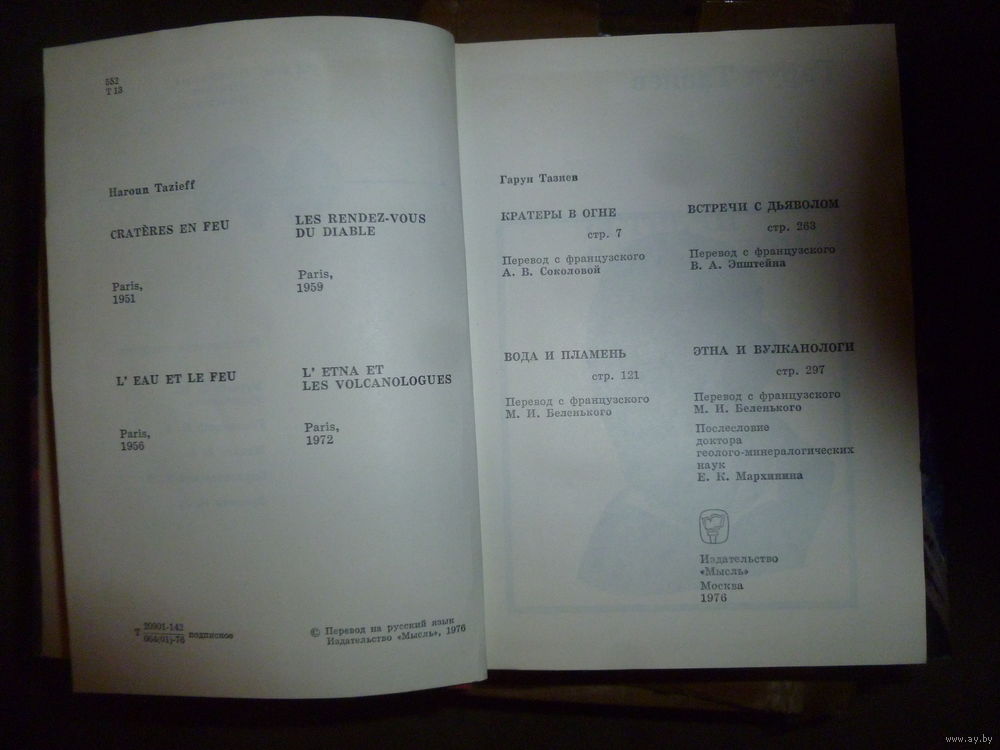 552
Т 13
Haroun Tazieff
CRATÈRES EN FEU
Paris,
1951
LES RENDEZ-VOUS
DU DIABLE
Paris,
1959
L' EAU ET LE FEU
Paris,
1956
L' ETNA ET
LES VOLCANOLOGUES
Paris,
1972
Т 20901-142
004(01)-76 подписное
© Перевод на русский язык
Издательство «Мысль», 1976
Гарун Тазиев
КРАТЕРЫ В ОГНЕ
стр. 7
Перевод с французского
А. В. Соколовой
ВСТРЕЧИ С ДЬЯВОЛОМ
стр. 263
Перевод с французского
В. А. Эпштейна
ВОДА И ПЛАМЕНЬ
стр. 121
Перевод с французского
М. И. Беленького
ЭТНА И ВУЛКАНОЛОГИ
стр. 297
Перевод с французского
М. И. Беленького
Послесловие
доктора
геолого-минералогических
наук
Е. К. Мархинина
Издательство
«Мысль»
Москва
1976
www.ay.by